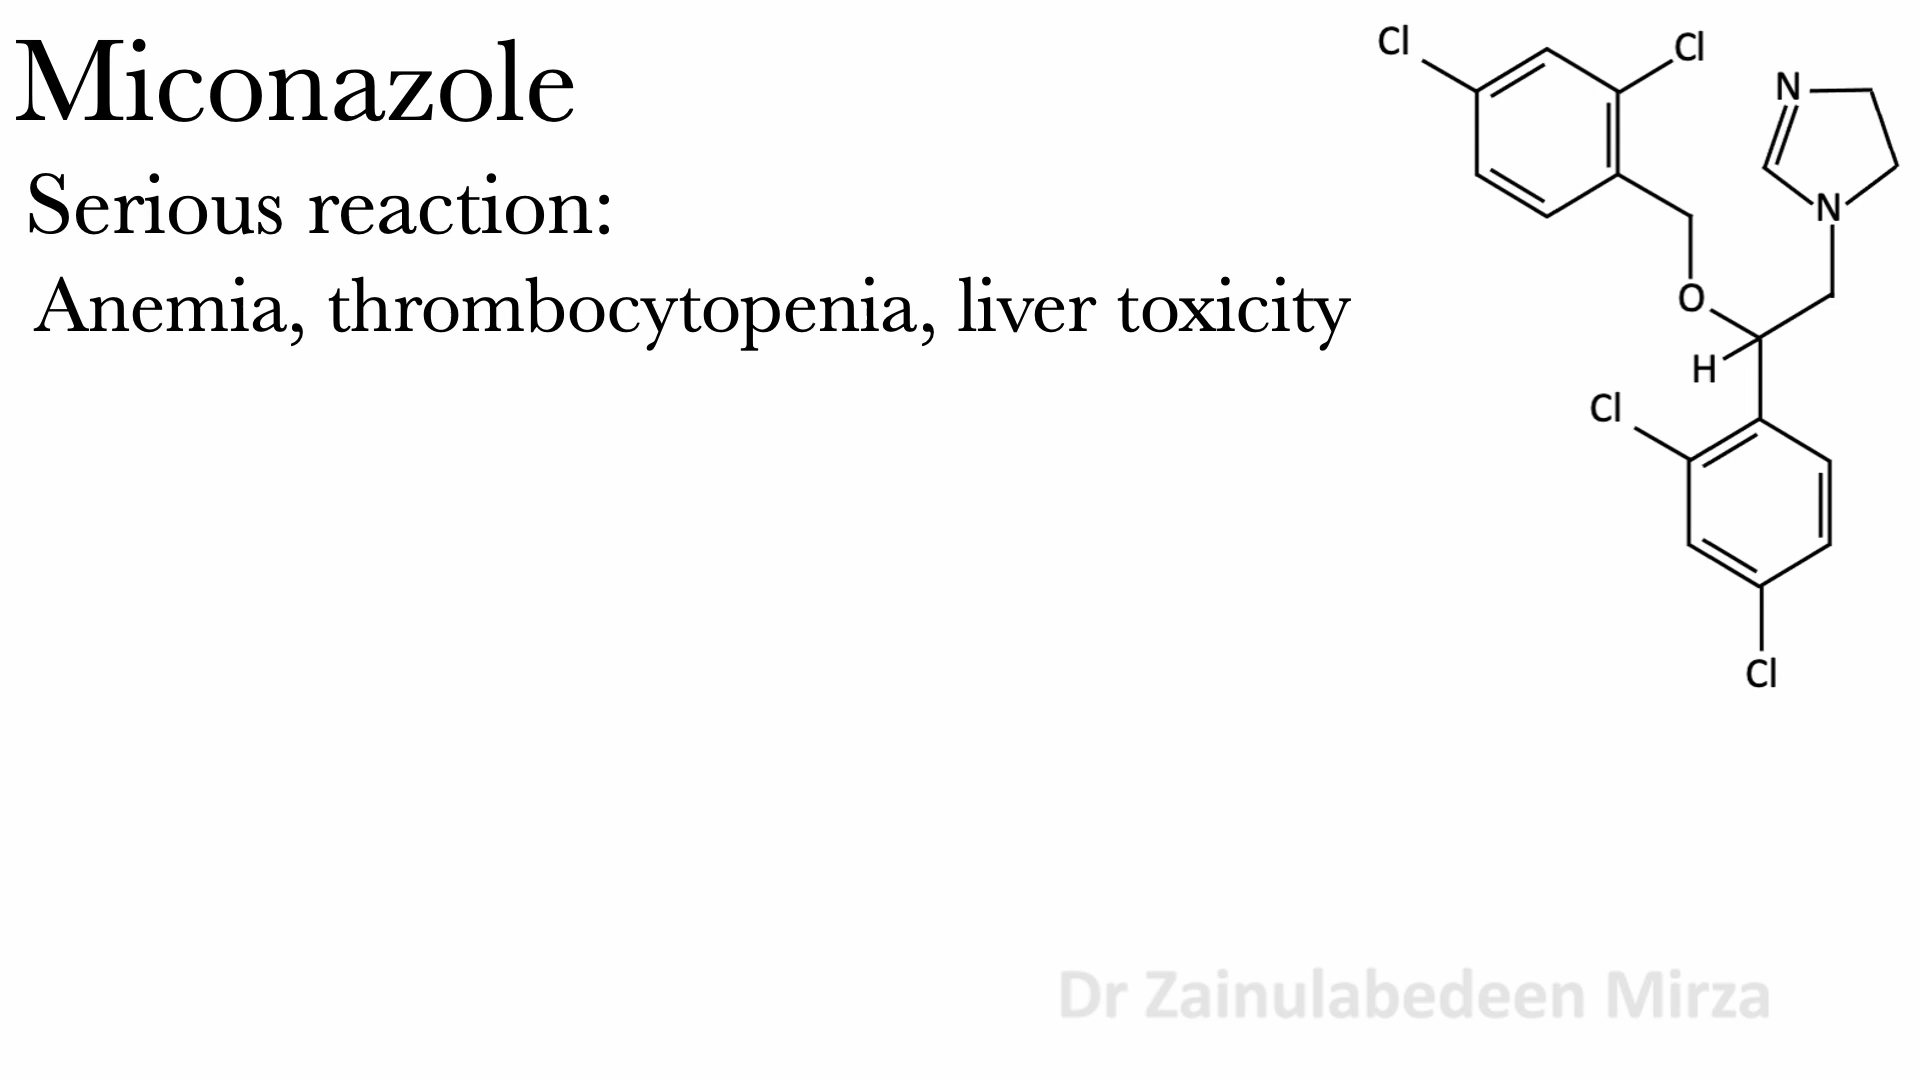 Miconazole
Serious reaction:
Anemia, thrombocytopenia, liver toxicity
Cl
Cl
N
N
O
H
Cl
Cl
Dr Zainulabedeen Mirza